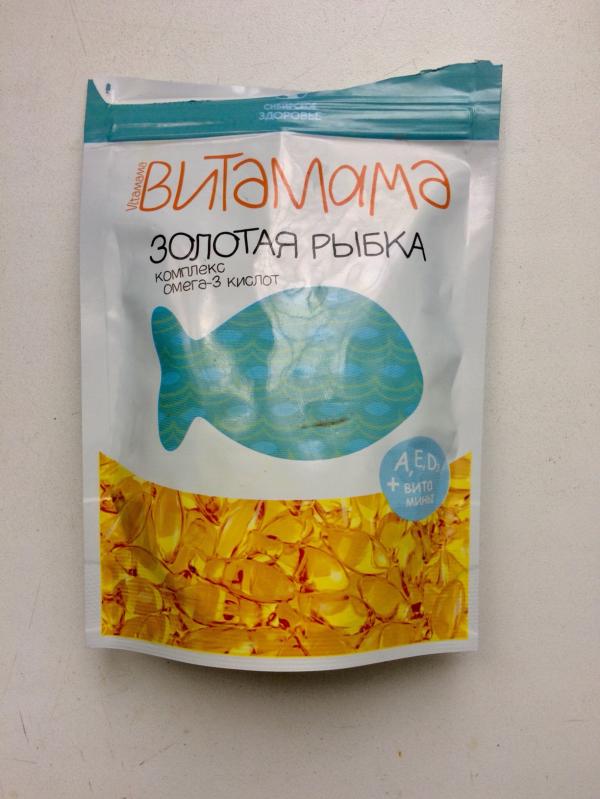 СИБИРСКОЕ
ЗДОРОВЬЕ
Vitamama
ВИТАМАМА
ЗОЛОТАЯ РЫБКА
КОМПЛЕКС
ОМЕГА-3 КИСЛОТ
A, E, D3
+ ВИТА
МИНЫ